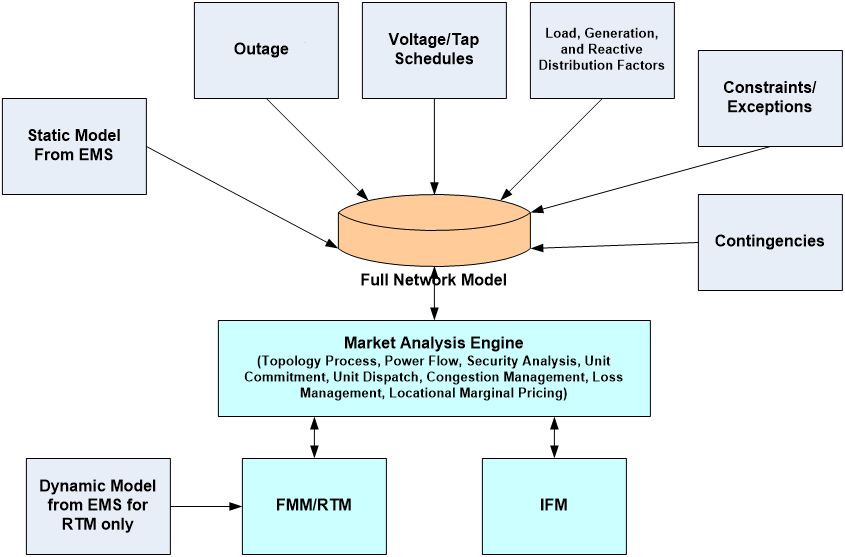 Outage
Voltage/Tap
Schedules
Load, Generation,
and Reactive
Distribution Factors
Constraints/
Exceptions
Static Model
From EMS
Contingencies
Full Network Model
Market Analysis Engine
(Topology Process, Power Flow, Security Analysis, Unit
Commitment, Unit Dispatch, Congestion Management, Loss
Management, Locational Marginal Pricing)
Dynamic Model
from EMS for
RTM only
FMM/RTM
IFM